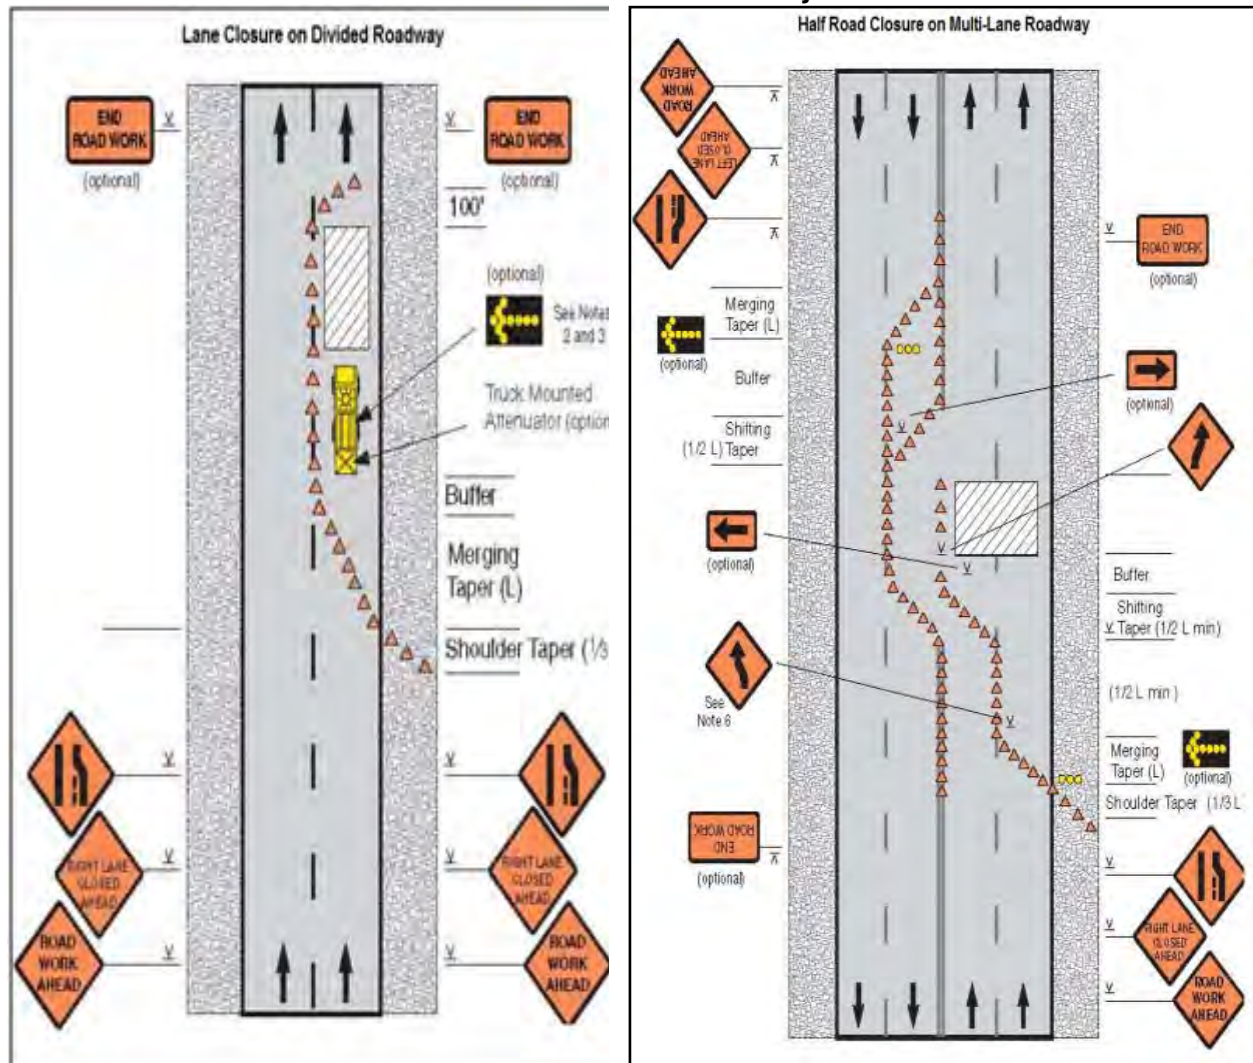 Lane Closure on Divided Roadway
END
ROAD WORK
(optional)
END
ROAD WORK
(optional)
100'
(optional)
See Notes
2 and 3
Truck Mounted
Attenuator (option
Buffer
Merging
Taper (L)
Shoulder Taper (1/3
RIGHT LANE
CLOSED
AHEAD
RIGHT LANE
CLOSED
AHEAD
ROAD
WORK
AHEAD
ROAD
WORK
AHEAD
Half Road Closure on Multi-Lane Roadway
ROAD
WORK
AHEAD
LEFT LANE
CLOSED
AHEAD
END
ROAD WORK
(optional)
Merging
Taper (L)
(optional)
Buffer
(optional)
Shifting
(1/2 L) Taper
(optional)
Buffer
Shifting
Taper (1/2 L min)
See
Note 6
(1/2 L min )
Merging
Taper (L)
(optional)
Shoulder Taper (1/3 L
END
ROAD WORK
(optional)
RIGHT LANE
CLOSED
AHEAD
ROAD
WORK
AHEAD